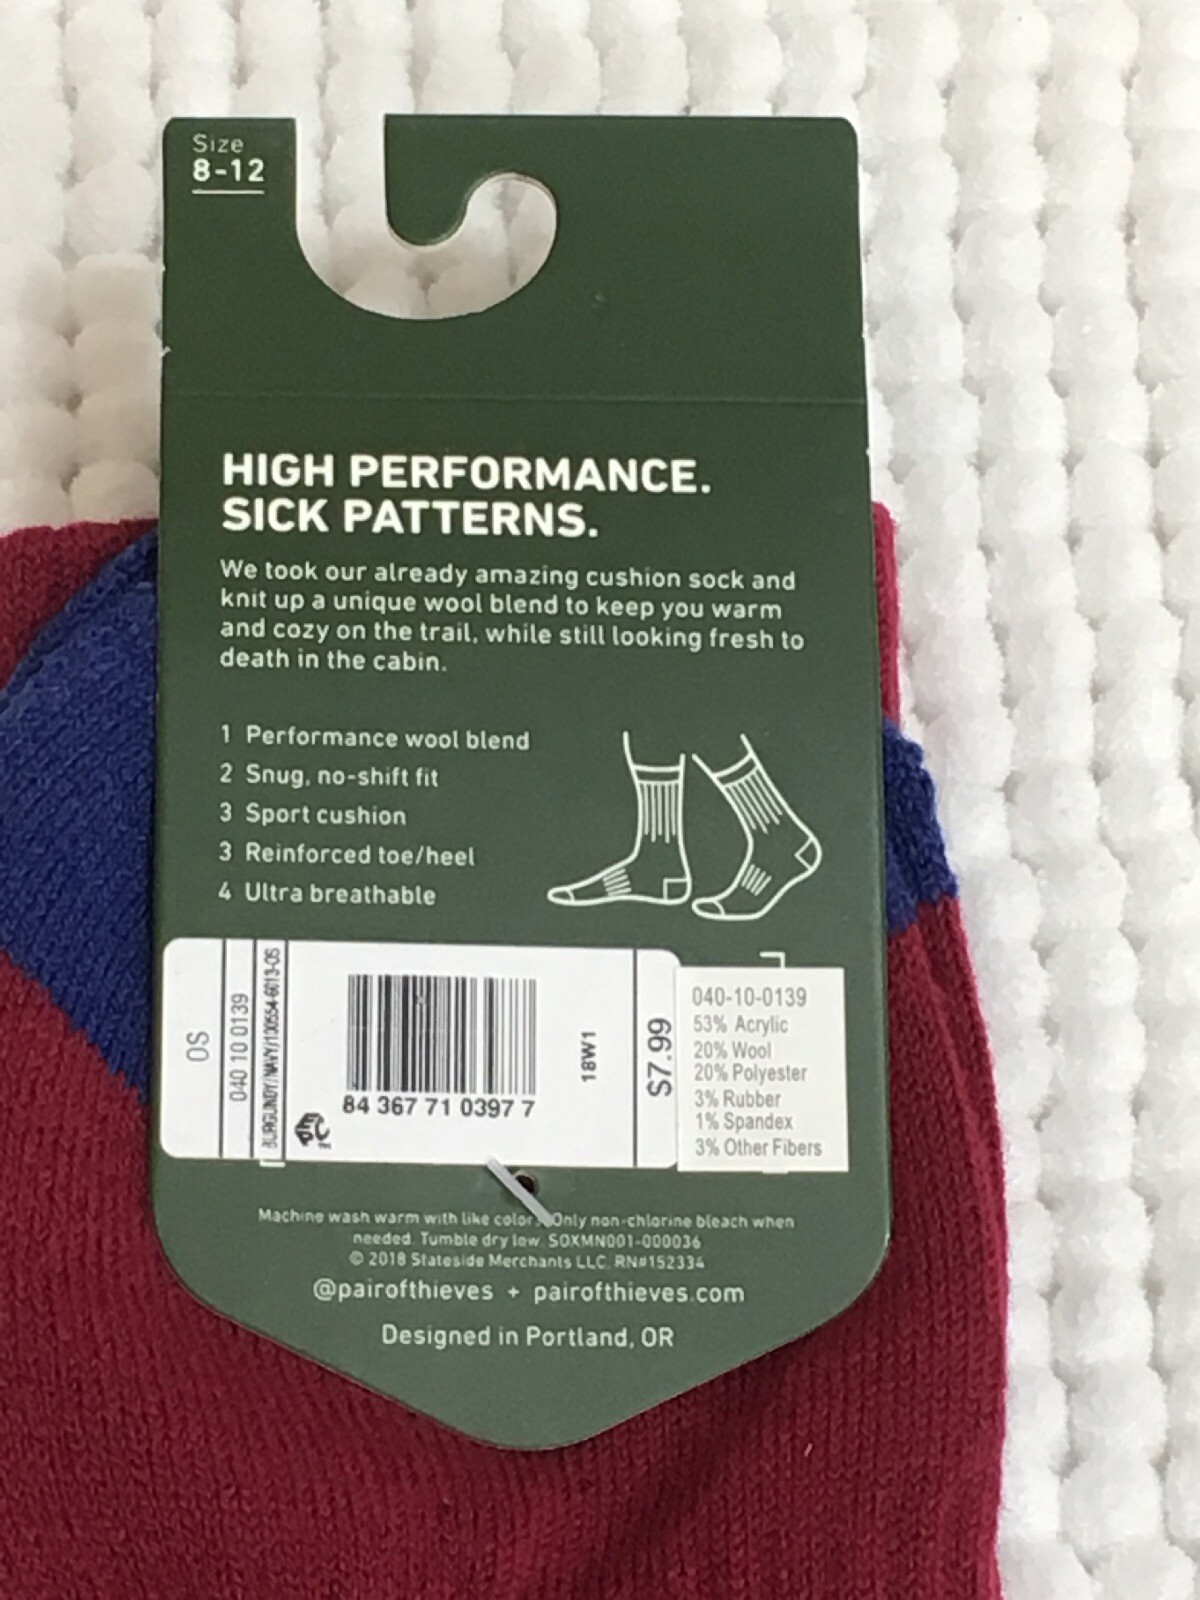 Size
8-12
HIGH PERFORMANCE.
SICK PATTERNS.
We took our already amazing cushion sock and
knit up a unique wool blend to keep you warm
and cozy on the trail, while still looking fresh to
death in the cabin.
1 Performance wool blend
2 Snug, no-shift fit
3 Sport cushion
3 Reinforced toe/heel
4 Ultra breathable
OS
040 10 0139
BURGUNDY/NAVY/100554-6013-OS
84 367 71 0397 7
18W1
$7.99
040-10-0139
53% Acrylic
20% Wool
20% Polyester
3% Rubber
1% Spandex
3% Other Fibers
Machine wash warm with like colors. Only non-chlorine bleach when
needed. Tumble dry low. SOXMN001-000036
© 2018 Stateside Merchants LLC. RN#152334
@pairofthieves + pairofthieves.com
Designed in Portland, OR